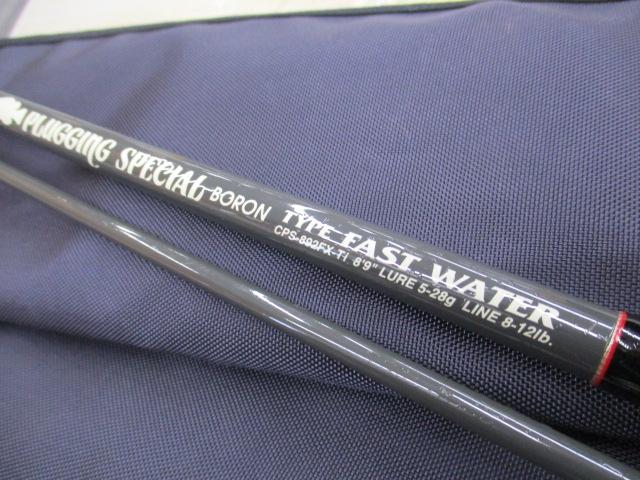 PLUGGING SPECIAL BORON TYPE FAST WATER
CPS-892FX-Ti 8'9" LURE 5-28g LINE 8-12lb.